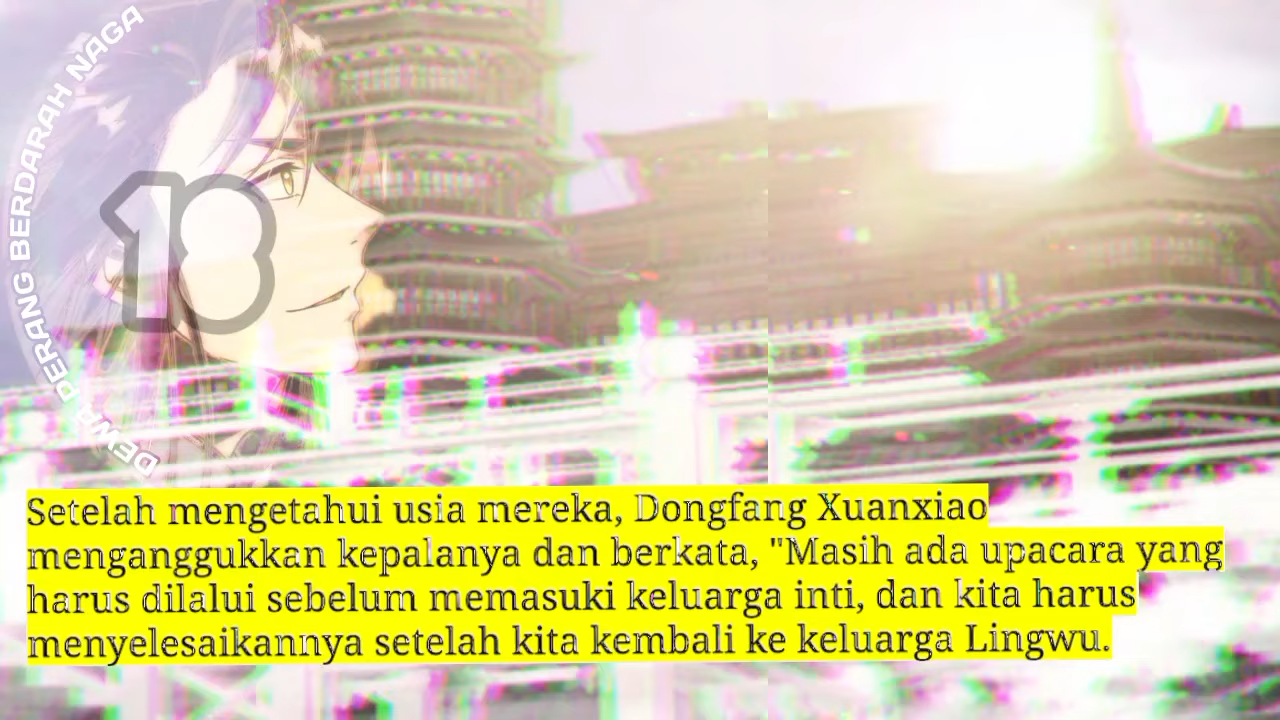 DEWA PERANG BERDARAH NAGA
18
Setelah mengetahui usia mereka, Dongfang Xuanxiao
menganggukkan kepalanya dan berkata, "Masih ada upacara yang
harus dilalui sebelum memasuki keluarga inti, dan kita harus
menyelesaikannya setelah kita kembali ke keluarga Lingwu.